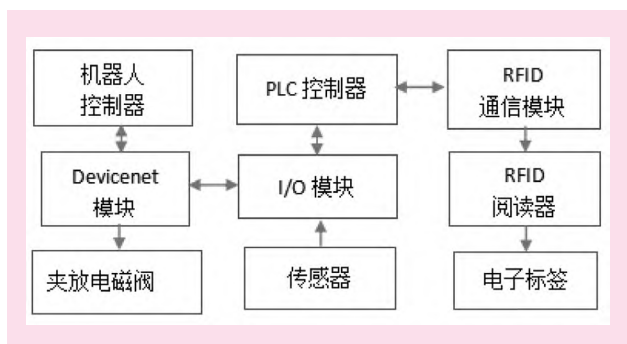 机器人
控制器
PLC 控制器
RFID
通信模块
Devicenet
模块
I/O 模块
RFID
阅读器
夹放电磁阀
传感器
电子标签